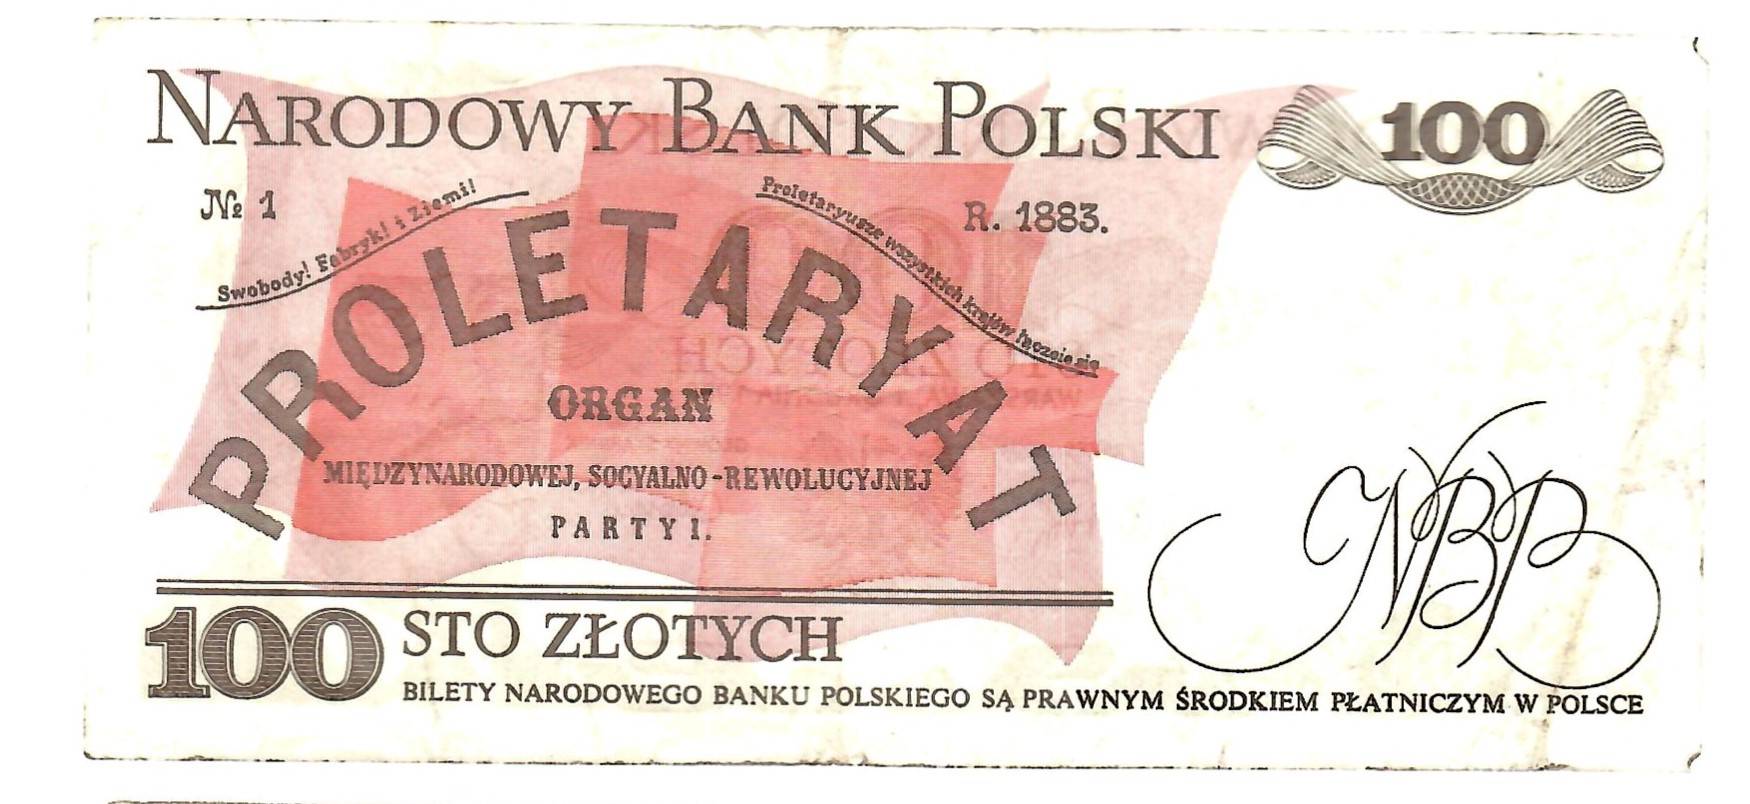 NARODOWY BANK POLSKI 100
№ 1 R. 1883.
Swobody! Fabryk! i Ziemi!
Proletaryusze wszystkich krajów łączcie się
PROLETARYAT
ORGAN
MIĘDZYNARODOWEJ, SOCYALNO-REWOLUCYJNEJ
PARTYI.
NBP
100 STO ZŁOTYCH
BILETY NARODOWEGO BANKU POLSKIEGO SĄ PRAWNYM ŚRODKIEM PŁATNICZYM W POLSCE